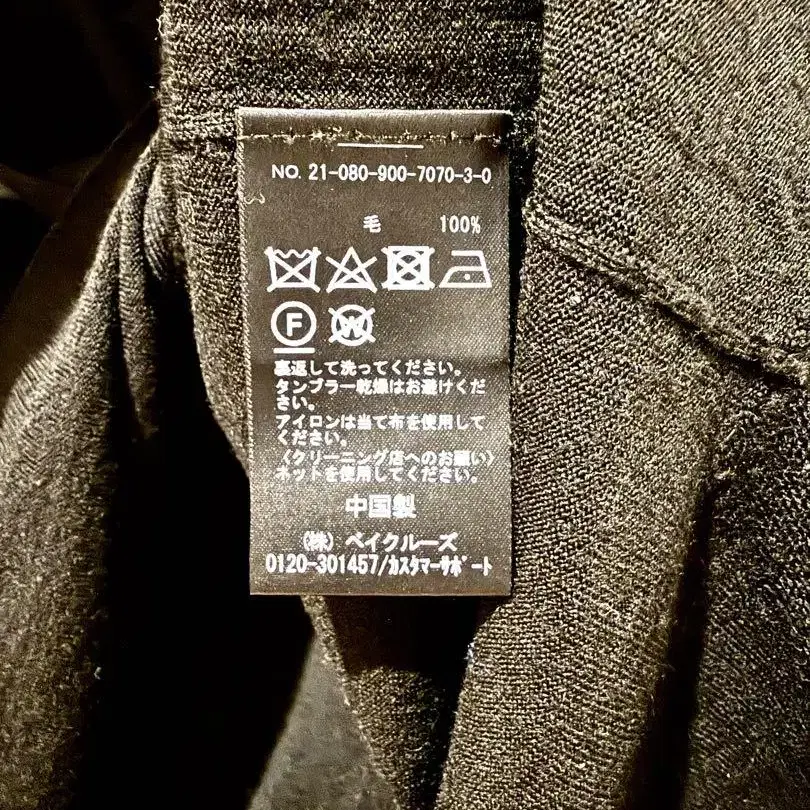 NO. 21-080-900-7070-3-0
毛 100%
F W
裏返して洗ってください。
タンブラー乾燥はお避けくだ
さい。
アイロンは当て布を使用して
ください。
〈クリーニング店へのお願い〉
ネットを使用してください。
中国製
(株) ベイクルーズ
0120-301457/ｶｽﾀﾏｰｻﾎﾟｰﾄ